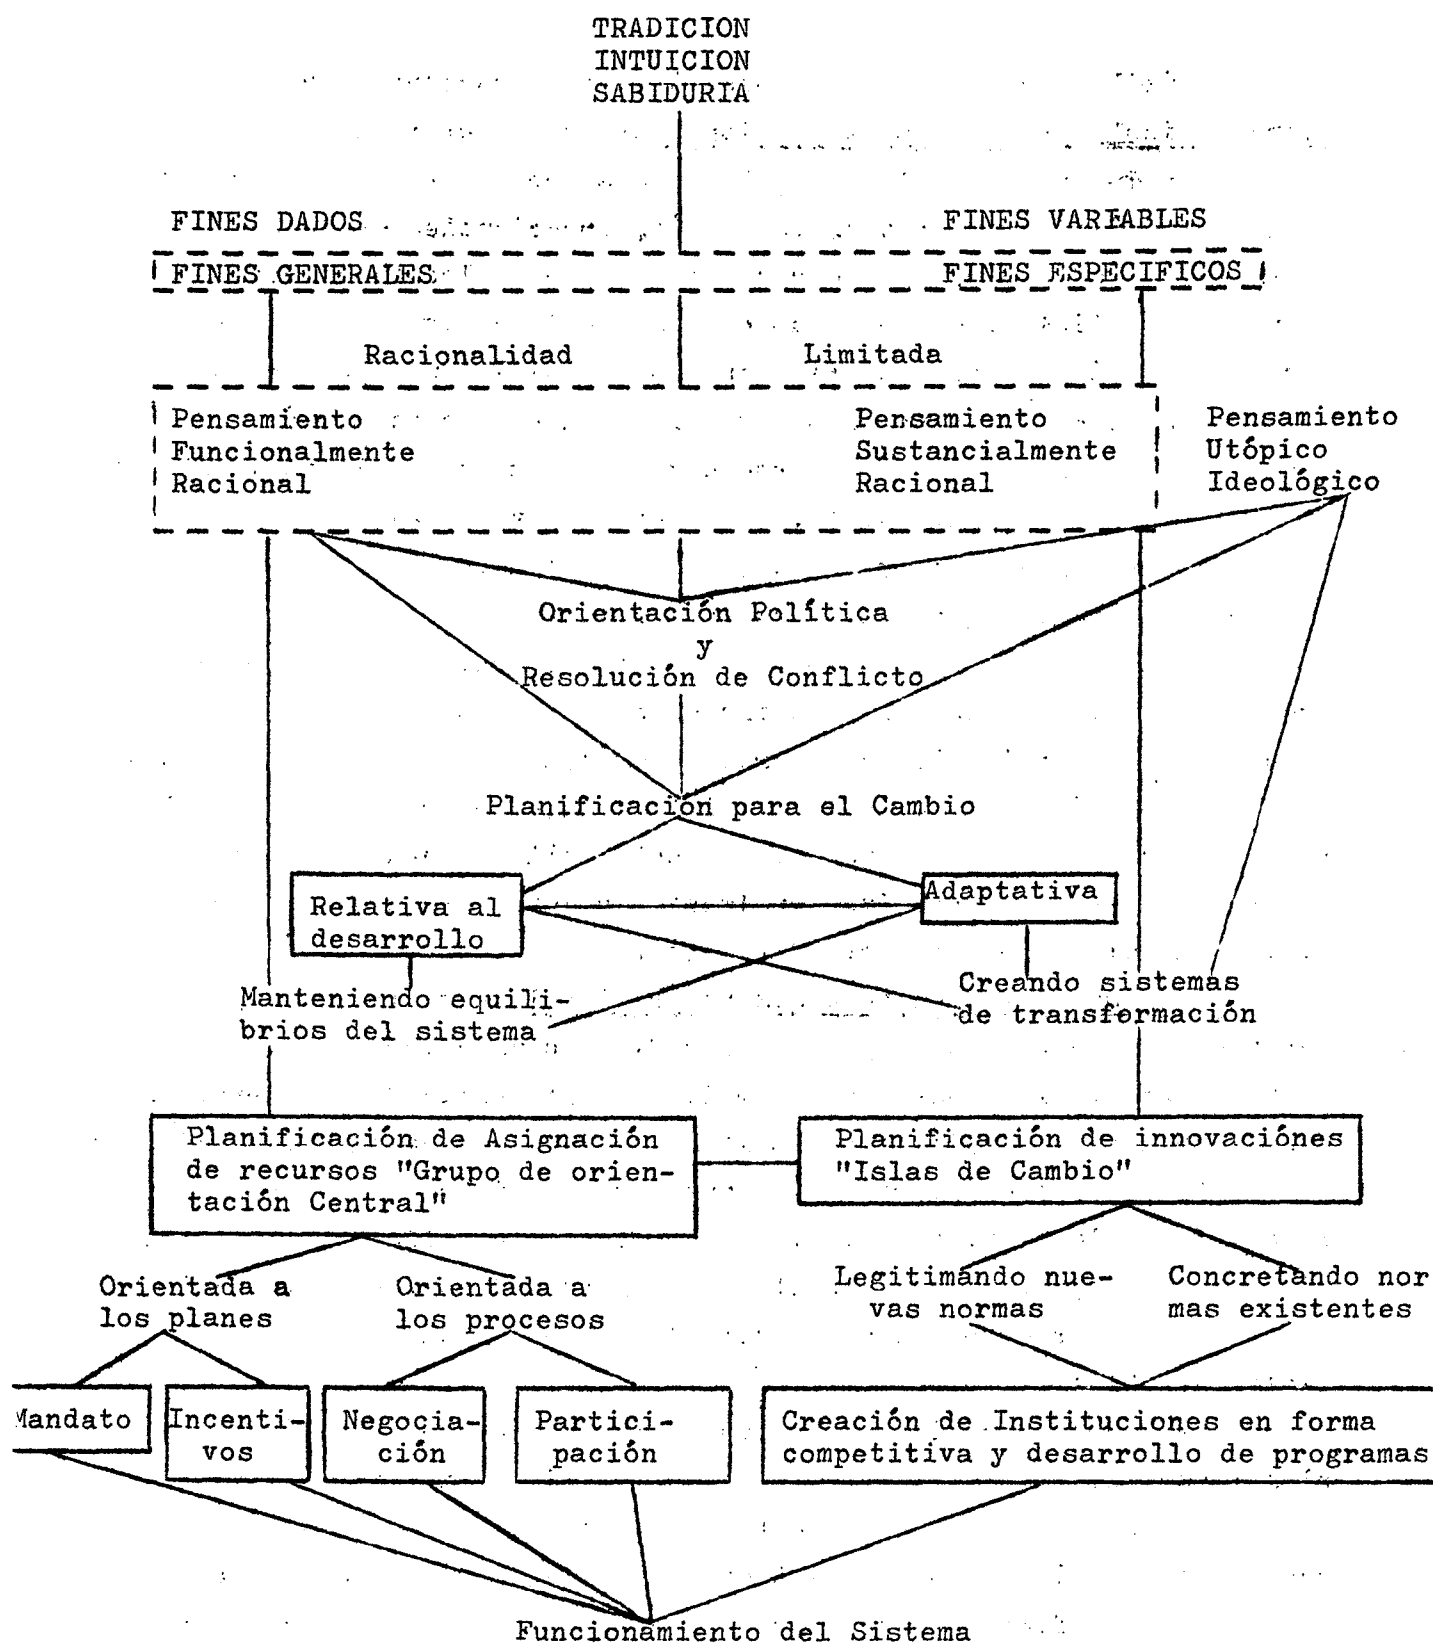 TRADICION
INTUICION
SABIDURIA
FINES DADOS
FINES VARIABLES
FINES GENERALES
FINES ESPECIFICOS
Racionalidad
Limitada
Pensamiento
Funcionalmente
Racional
Pensamiento
Sustancialmente
Racional
Pensamiento
Utópico
Ideológico
Orientación Política
y
Resolución de Conflicto
Planificación para el Cambio
Relativa al
desarrollo
Adaptativa
Manteniendo equili-
brios del sistema
Creando sistemas
de transformación
Planificación de Asignación
de recursos "Grupo de orien-
tación Central"
Planificación de innovaciónes
"Islas de Cambio"
Orientada a
los planes
Orientada a
los procesos
Legitimando nue-
vas normas
Concretando nor
mas existentes
Mandato
Incenti-
vos
Negocia-
ción
Partici-
pación
Creación de Instituciones en forma
competitiva y desarrollo de programas
Funcionamiento del Sistema